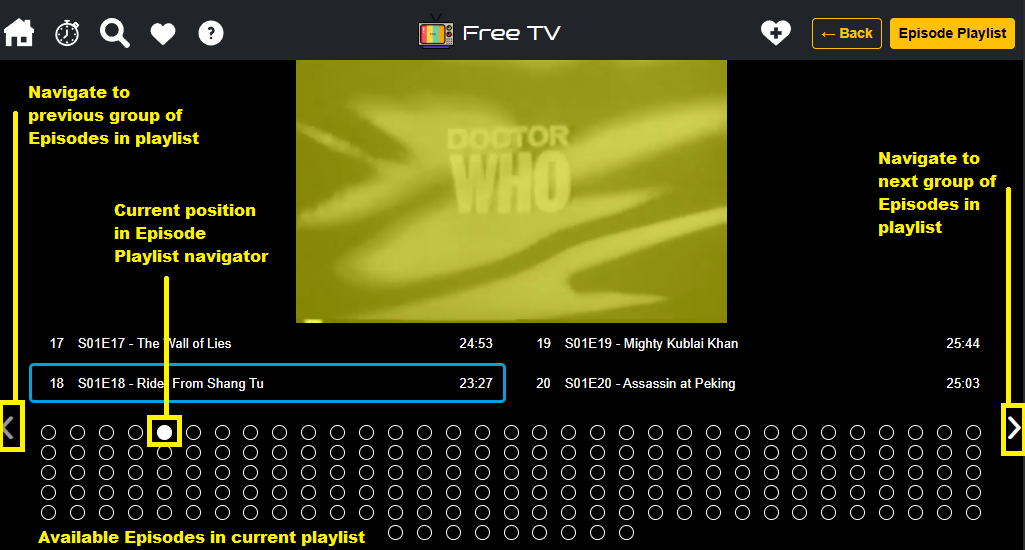 ?
Free TV
← Back
Episode Playlist
Navigate to
previous group of
Episodes in playlist
DOCTOR
WHO
Navigate to
next group of
Episodes in
playlist
Current position
in Episode
Playlist navigator
17 S01E17 - The Wall of Lies 24:53
19 S01E19 - Mighty Kublai Khan 25:44
18 S01E18 - Rider From Shang Tu 23:27
20 S01E20 - Assassin at Peking 25:03
Available Episodes in current playlist